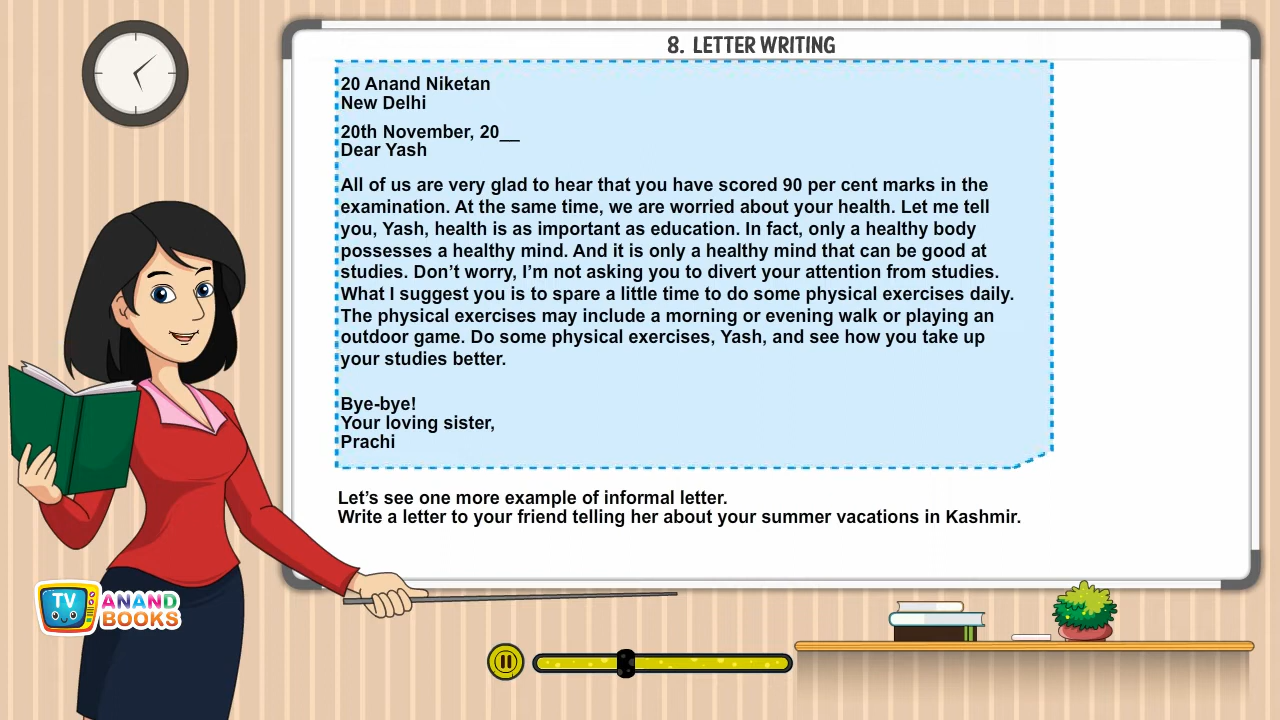 8. LETTER WRITING
20 Anand Niketan
New Delhi
20th November, 20__
Dear Yash
All of us are very glad to hear that you have scored 90 per cent marks in the
examination. At the same time, we are worried about your health. Let me tell
you, Yash, health is as important as education. In fact, only a healthy body
possesses a healthy mind. And it is only a healthy mind that can be good at
studies. Don’t worry, I’m not asking you to divert your attention from studies.
What I suggest you is to spare a little time to do some physical exercises daily.
The physical exercises may include a morning or evening walk or playing an
outdoor game. Do some physical exercises, Yash, and see how you take up
your studies better.
Bye-bye!
Your loving sister,
Prachi
Let’s see one more example of informal letter.
Write a letter to your friend telling her about your summer vacations in Kashmir.
TV
ANAND
BOOKS